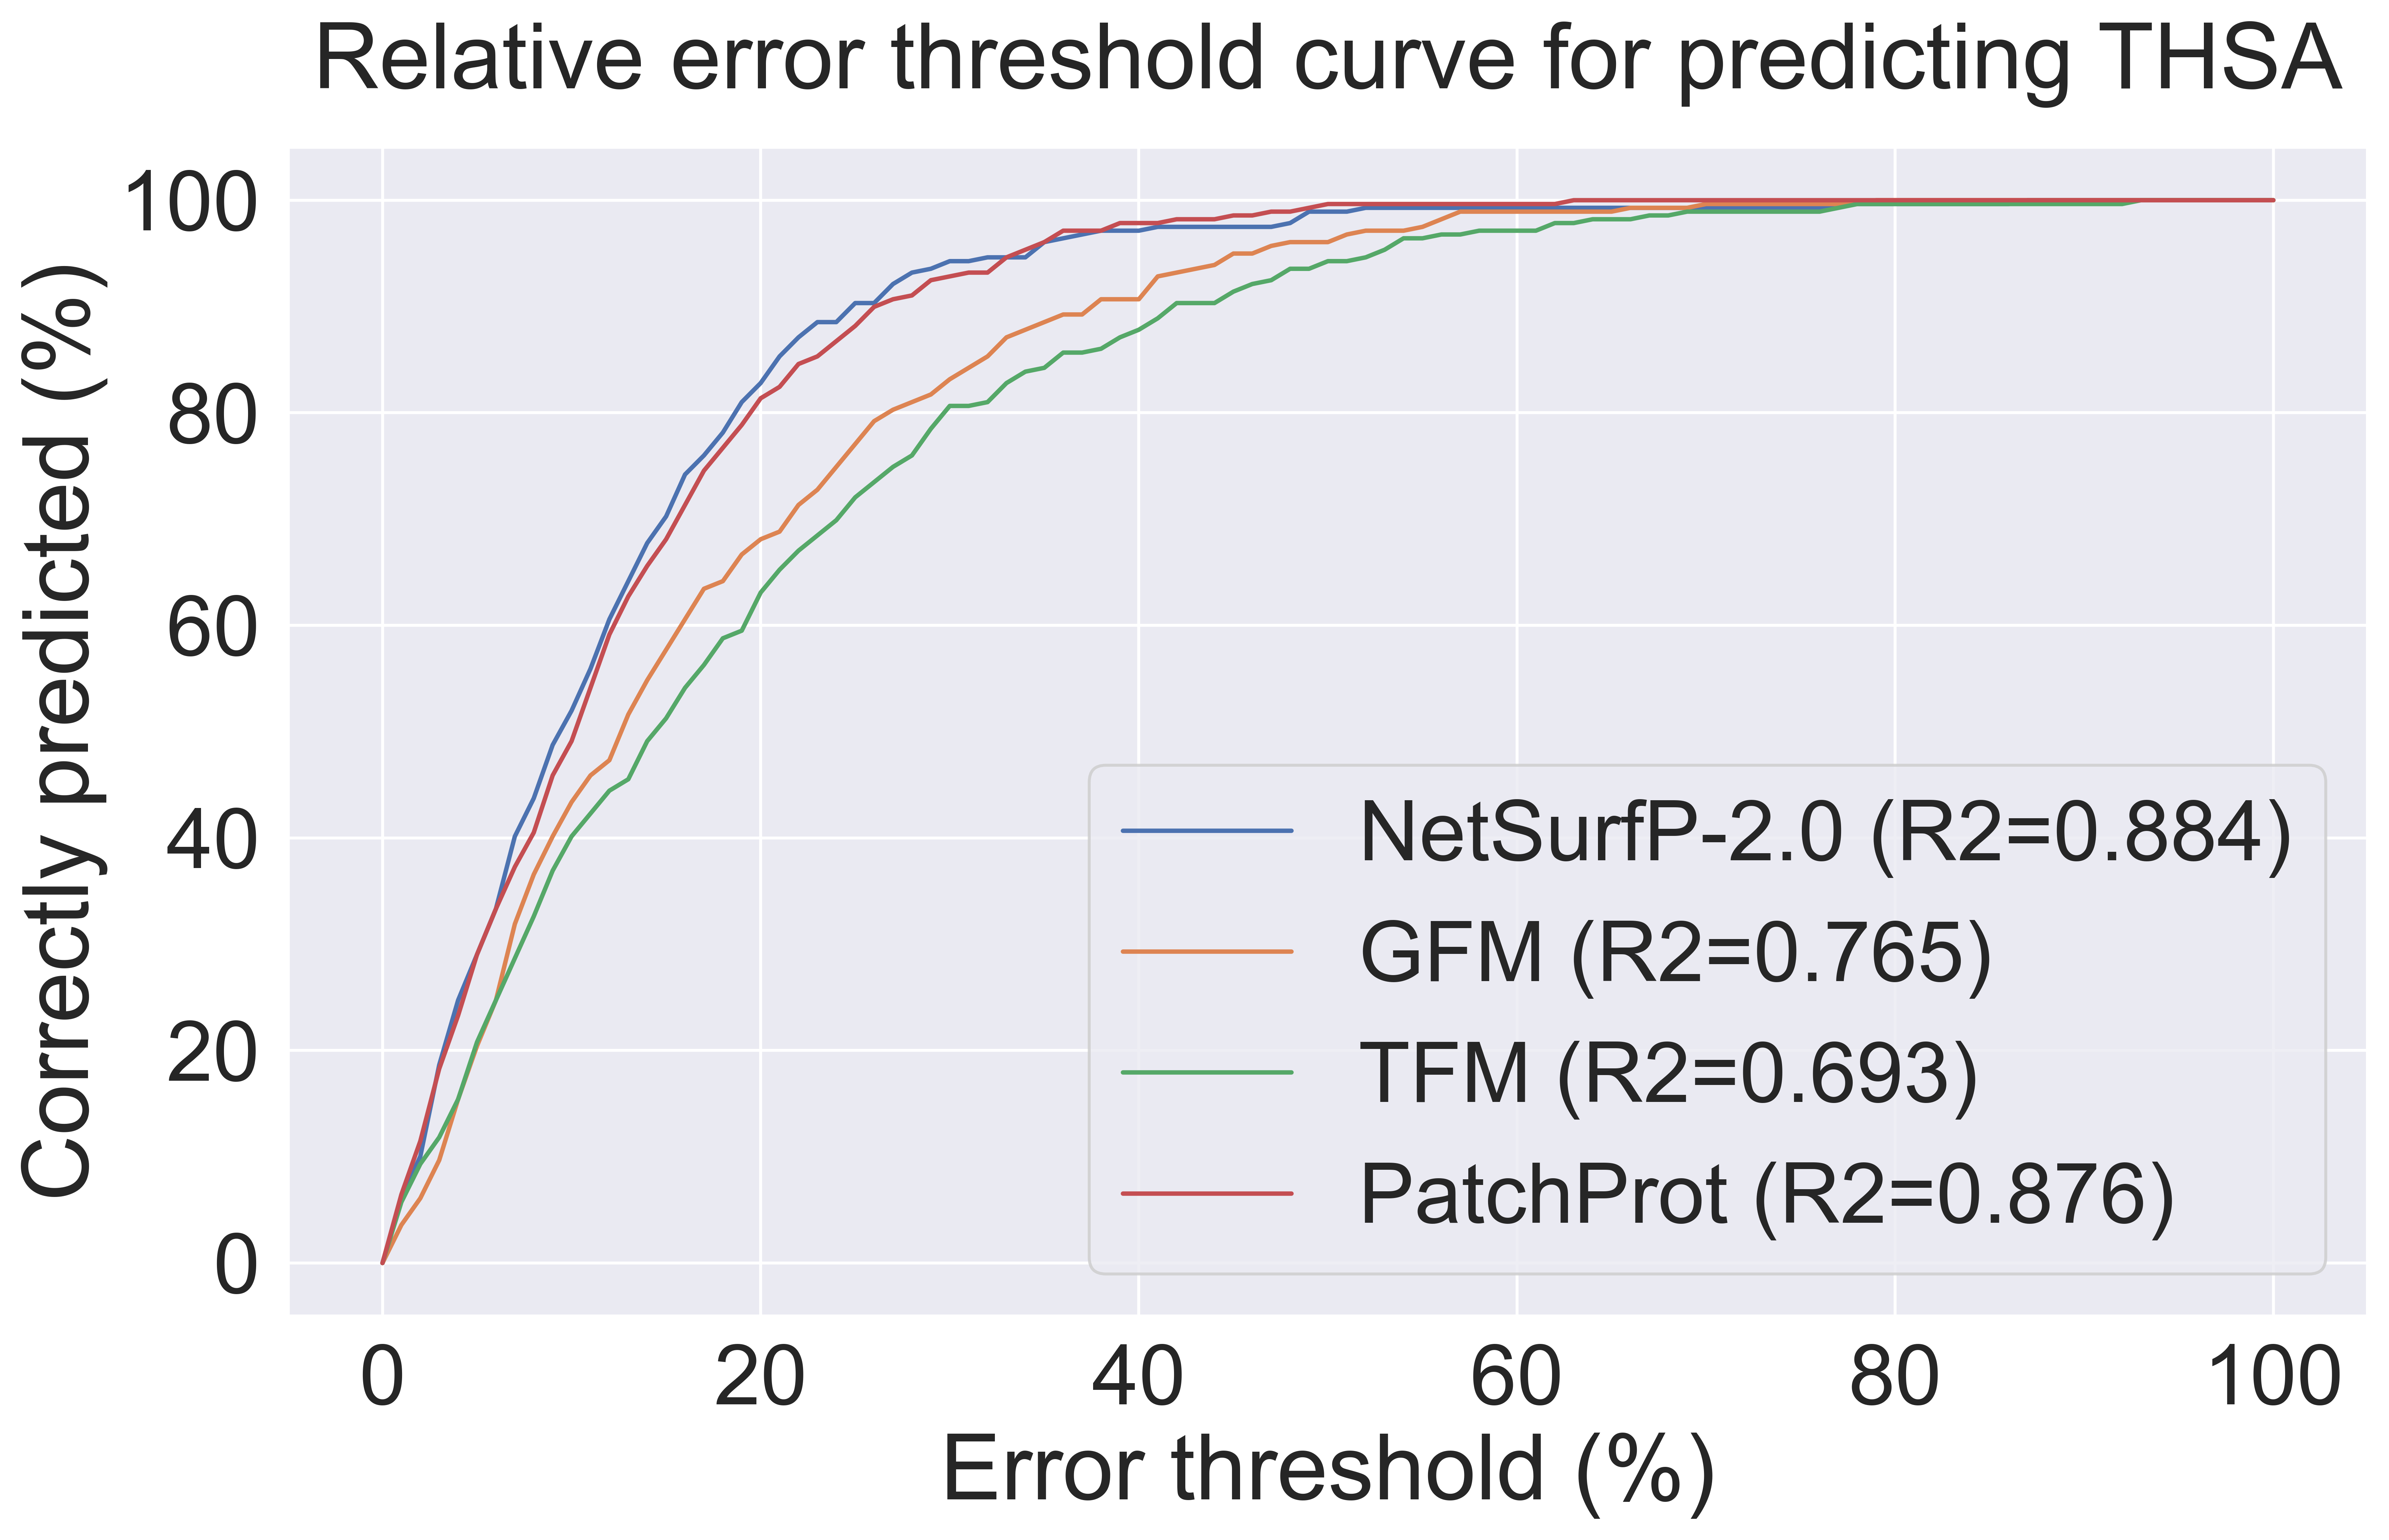 Relative error threshold curve for predicting THSA
100
80
60
40
20
0
Correctly predicted (%)
NetSurfP-2.0 (R2=0.884)
GFM (R2=0.765)
TFM (R2=0.693)
PatchProt (R2=0.876)
0 20 40 60 80 100
Error threshold (%)